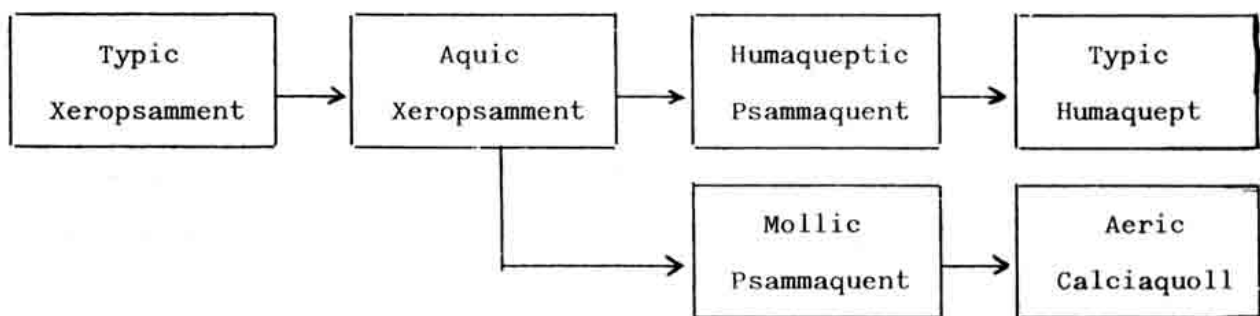 Typic
Xeropsamment
Aquic
Xeropsamment
Humaqueptic
Psammaquent
Typic
Humaquept
Mollic
Psammaquent
Aeric
Calciaquoll